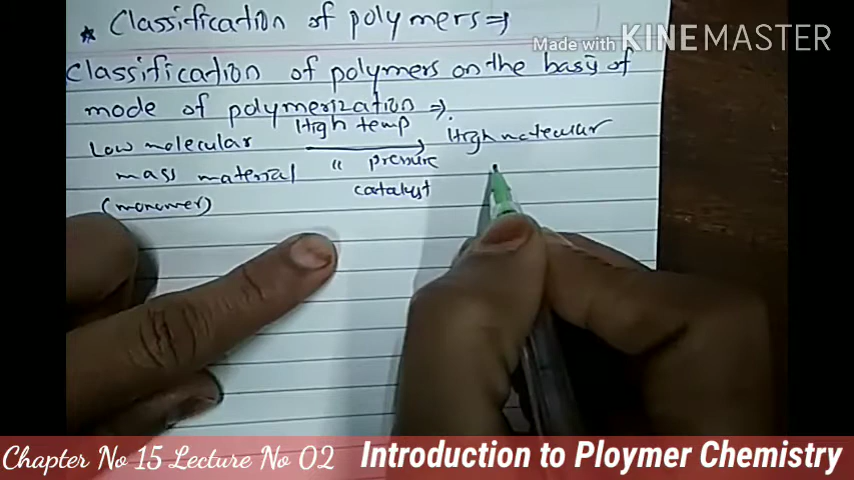 * Classification of polymers ⇒
Made with KINEMASTER
Classification of polymers on the basis of
mode of polymerization ⇒.
Low molecular High temp High molecular
mass material " pressure
(monomer) catalyst
Chapter No 15 Lecture No 02 Introduction to Ploymer Chemistry